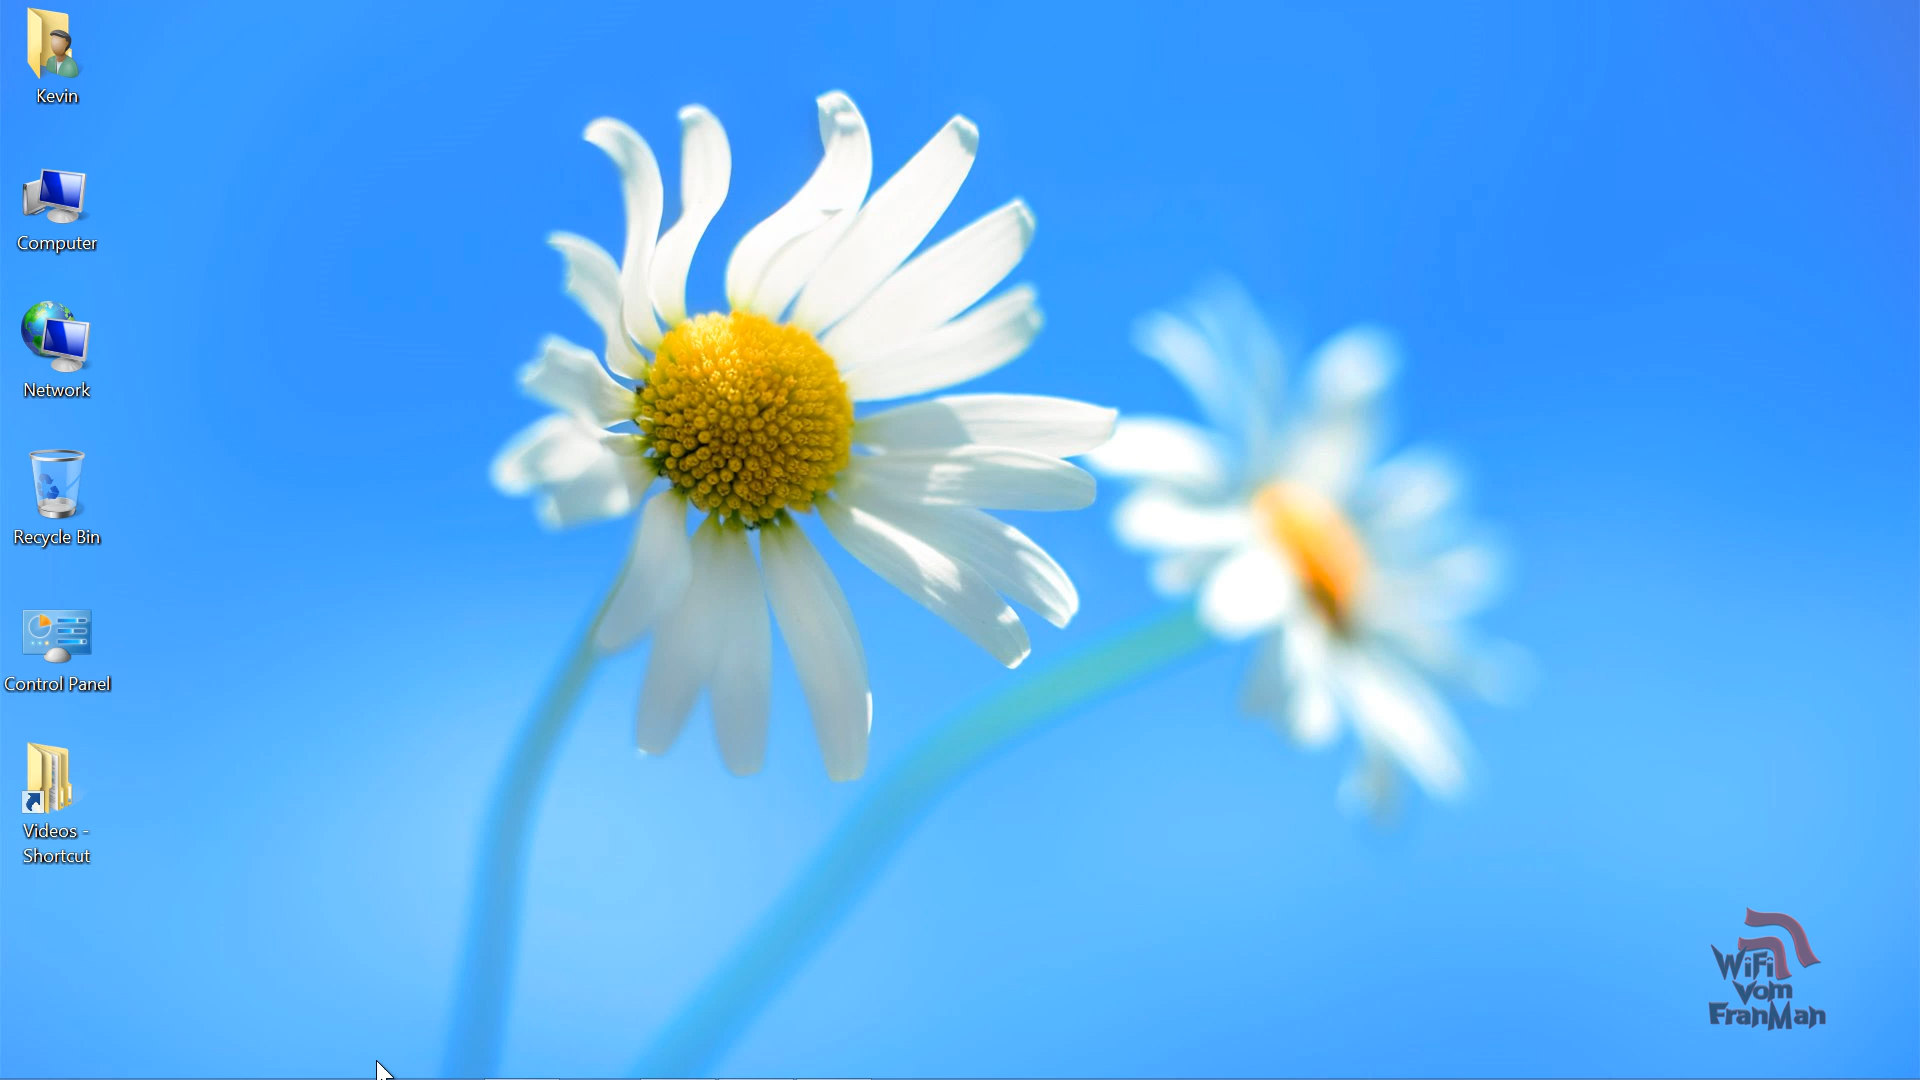 Kevin
Computer
Network
Recycle Bin
Control Panel
Videos -
Shortcut
WiFi
Vom
FranMan